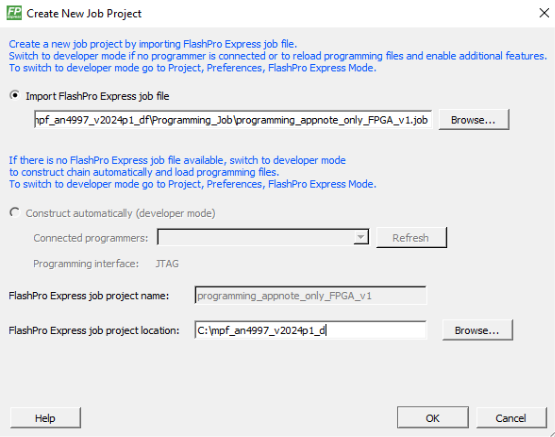 FP Create New Job Project
Create a new job project by importing FlashPro Express job file.
Switch to developer mode if no programmer is connected or to reload programming files and enable additional features.
To switch to developer mode go to Project, Preferences, FlashPro Express Mode.
Import FlashPro Express job file
mpf_an4997_v2024p1_df\Programming_Job\programming_appnote_only_FPGA_v1.job Browse...
If there is no FlashPro Express job file available, switch to developer mode
to construct chain automatically and load programming files.
To switch to developer mode go to Project, Preferences, FlashPro Express Mode.
Construct automatically (developer mode)
Connected programmers: Refresh
Programming interface: JTAG
FlashPro Express job project name: programming_appnote_only_FPGA_v1
FlashPro Express job project location: C:\mpf_an4997_v2024p1_d Browse...
Help OK Cancel